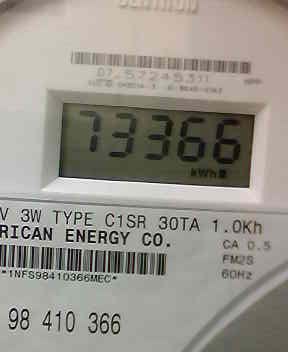 CENTRON
07.57245311
73366
kWh
V 3W TYPE C1SR 30TA 1.0Kh
RICAN ENERGY CO.
CA 0.5
FM2S
60Hz
*1NFS98410366MEC*
98 410 366